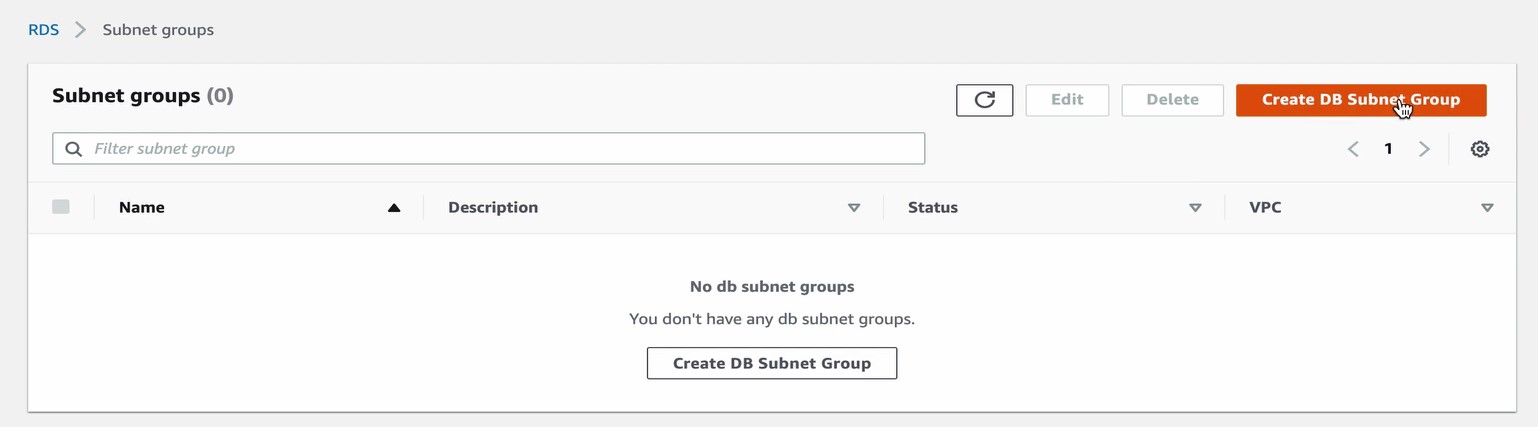 RDS > Subnet groups
Subnet groups (0)
Edit
Delete
Create DB Subnet Group
Filter subnet group
1
Name
Description
Status
VPC
No db subnet groups
You don't have any db subnet groups.
Create DB Subnet Group